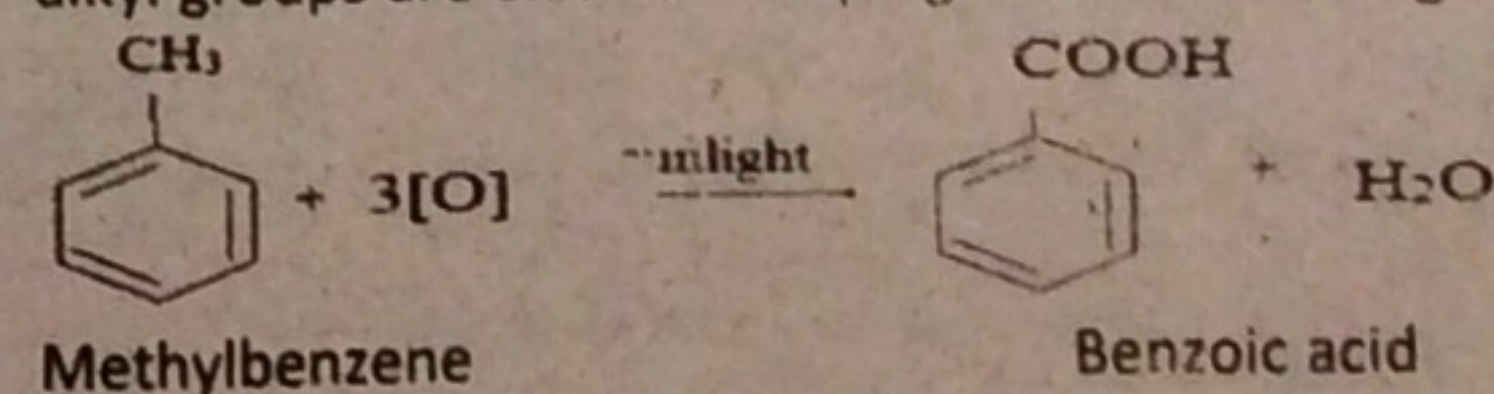 CH₃
COOH
+ 3[O]
+ H₂O
Methylbenzene
Benzoic acid